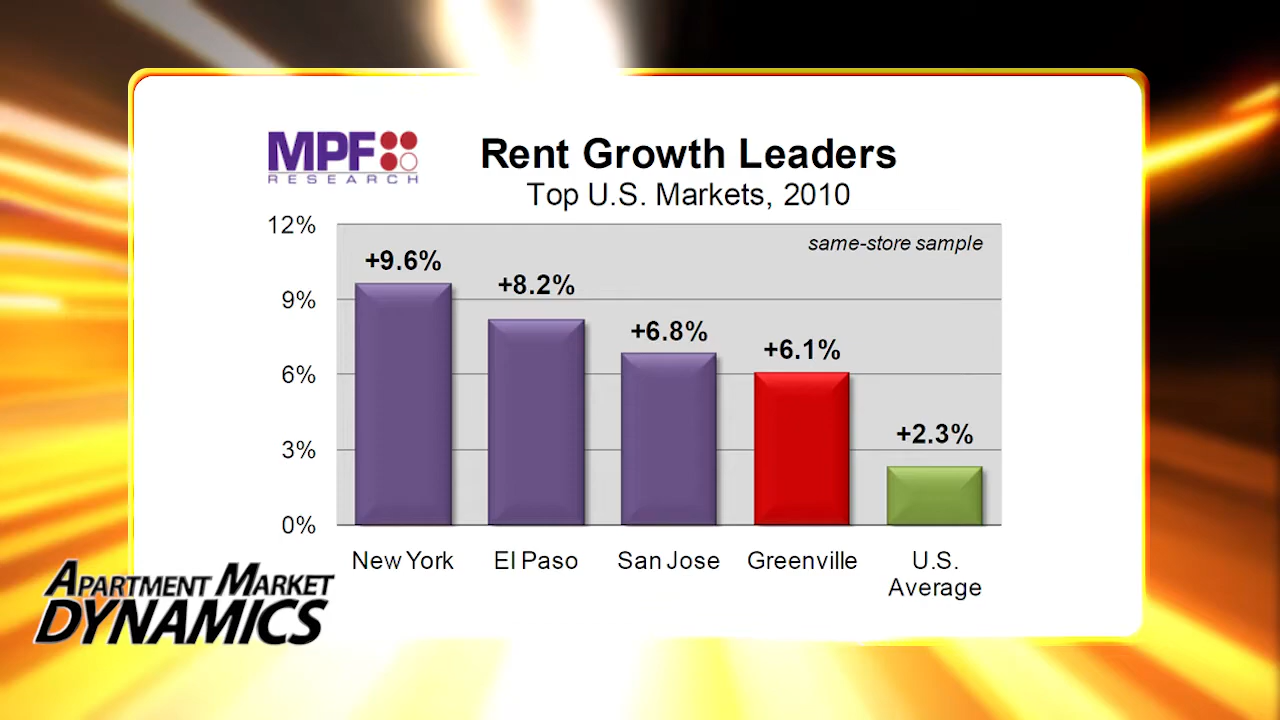 MPF
RESEARCH
Rent Growth Leaders
Top U.S. Markets, 2010
same-store sample
12%
9%
6%
3%
0%
+9.6%
+8.2%
+6.8%
+6.1%
+2.3%
New York
El Paso
San Jose
Greenville
U.S.
Average
APARTMENT MARKET
DYNAMICS